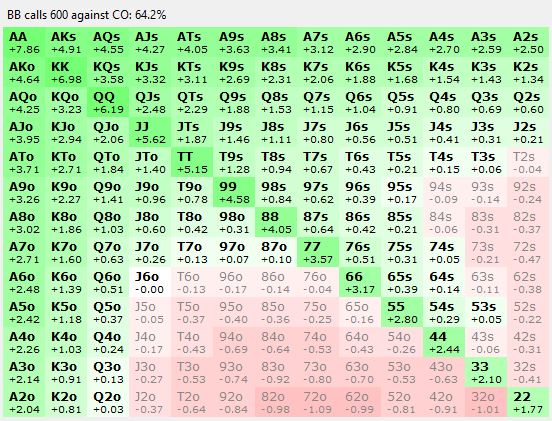 BB calls 600 against CO: 64.2%
AA AKs AQs AJs ATs A9s A8s A7s A6s A5s A4s A3s A2s
+7.86 +4.91 +4.55 +4.27 +4.05 +3.63 +3.41 +3.12 +2.90 +2.84 +2.70 +2.59 +2.50
AKo KK KQs KJs KTs K9s K8s K7s K6s K5s K4s K3s K2s
+4.64 +6.98 +3.58 +3.32 +3.11 +2.69 +2.31 +2.06 +1.88 +1.68 +1.54 +1.43 +1.34
AQo KQo QQ QJs QTs Q9s Q8s Q7s Q6s Q5s Q4s Q3s Q2s
+4.25 +3.23 +6.19 +2.48 +2.29 +1.88 +1.53 +1.15 +1.04 +0.91 +0.80 +0.69 +0.60
AJo KJo QJo JJ JTs J9s J8s J7s J6s J5s J4s J3s J2s
+3.95 +2.94 +2.06 +5.62 +1.87 +1.46 +1.11 +0.80 +0.56 +0.51 +0.41 +0.31 +0.21
ATo KTo QTo JTo TT T9s T8s T7s T6s T5s T4s T3s T2s
+3.71 +2.71 +1.84 +1.40 +5.15 +1.28 +0.94 +0.67 +0.43 +0.21 +0.15 +0.06 -0.04
A9o K9o Q9o J9o T9o 99 98s 97s 96s 95s 94s 93s 92s
+3.26 +2.27 +1.41 +0.96 +0.78 +4.58 +0.84 +0.62 +0.39 +0.17 -0.09 -0.14 -0.24
A8o K8o Q8o J8o T8o 98o 88 87s 86s 85s 84s 83s 82s
+3.02 +1.86 +1.03 +0.60 +0.42 +0.31 +4.05 +0.64 +0.42 +0.21 -0.06 -0.31 -0.37
A7o K7o Q7o J7o T7o 97o 87o 77 76s 75s 74s 73s 72s
+2.71 +1.60 +0.63 +0.26 +0.13 +0.07 +0.10 +3.57 +0.51 +0.31 +0.05 -0.21 -0.47
A6o K6o Q6o J6o T6o 96o 86o 76o 66 65s 64s 63s 62s
+2.48 +1.39 +0.51 -0.00 -0.13 -0.17 -0.14 -0.04 +3.17 +0.39 +0.14 -0.11 -0.38
A5o K5o Q5o J5o T5o 95o 85o 75o 65o 55 54s 53s 52s
+2.42 +1.18 +0.37 -0.05 -0.37 -0.40 -0.36 -0.25 -0.16 +2.80 +0.29 +0.05 -0.22
A4o K4o Q4o J4o T4o 94o 84o 74o 64o 54o 44 43s 42s
+2.26 +1.03 +0.24 -0.17 -0.43 -0.69 -0.64 -0.53 -0.54 -0.26 +2.44 -0.06 -0.31
A3o K3o Q3o J3o T3o 93o 83o 73o 63o 53o 43o 33 32s
+2.14 +0.91 +0.13 -0.27 -0.53 -0.74 -0.92 -0.80 -0.70 -0.53 -0.63 +2.10 -0.41
A2o K2o Q2o J2o T2o 92o 82o 72o 62o 52o 42o 32o 22
+2.04 +0.81 +0.03 -0.37 -0.64 -0.84 -0.98 -1.09 -0.99 -0.82 -0.91 -1.01 +1.77